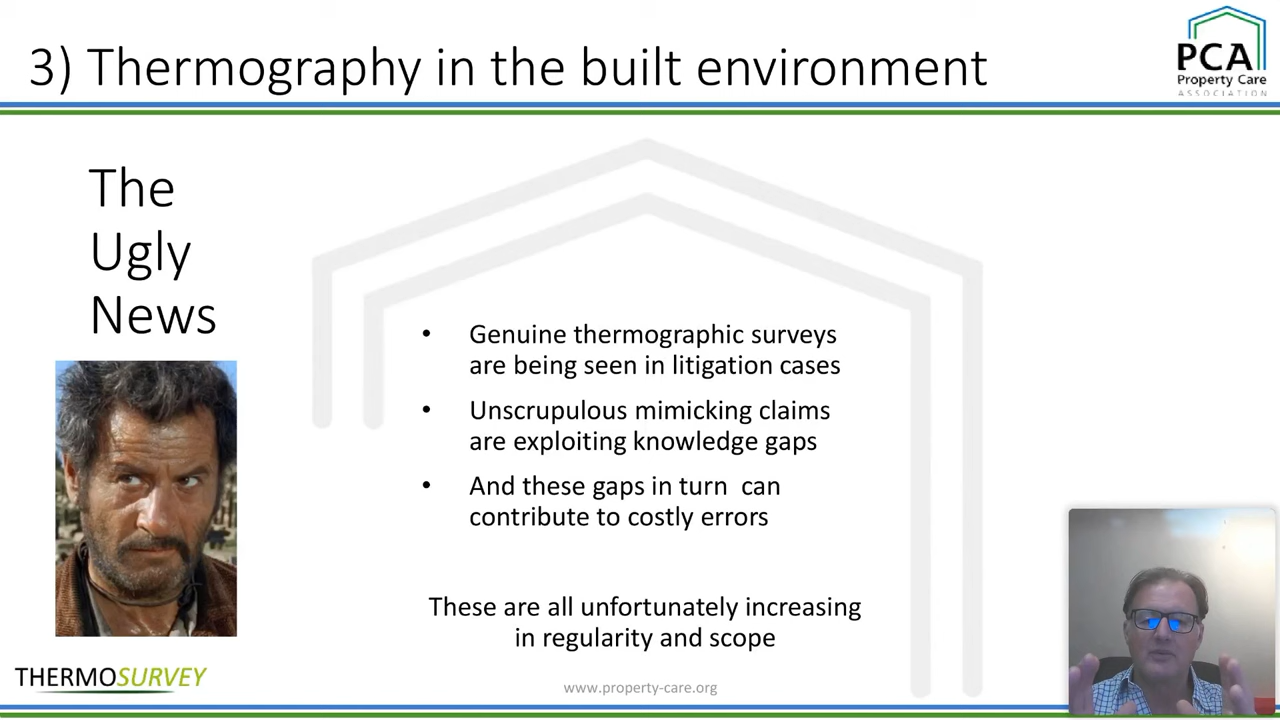 3) Thermography in the built environment
PCA
Property Care
ASSOCIATION
The
Ugly
News
• Genuine thermographic surveys
are being seen in litigation cases
• Unscrupulous mimicking claims
are exploiting knowledge gaps
• And these gaps in turn  can
contribute to costly errors
These are all unfortunately increasing
in regularity and scope
THERMOSURVEY
www.property-care.org